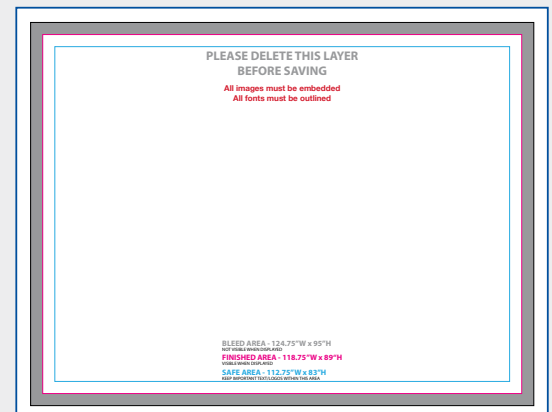 PLEASE DELETE THIS LAYER
BEFORE SAVING
All images must be embedded
All fonts must be outlined
BLEED AREA - 124.75"W x 95"H
NOT VISIBLE WHEN DISPLAYED
FINISHED AREA - 118.75"W x 89"H
VISIBLE WHEN DISPLAYED
SAFE AREA - 112.75"W x 83"H
KEEP IMPORTANT TEXT/LOGOS WITHIN THIS AREA